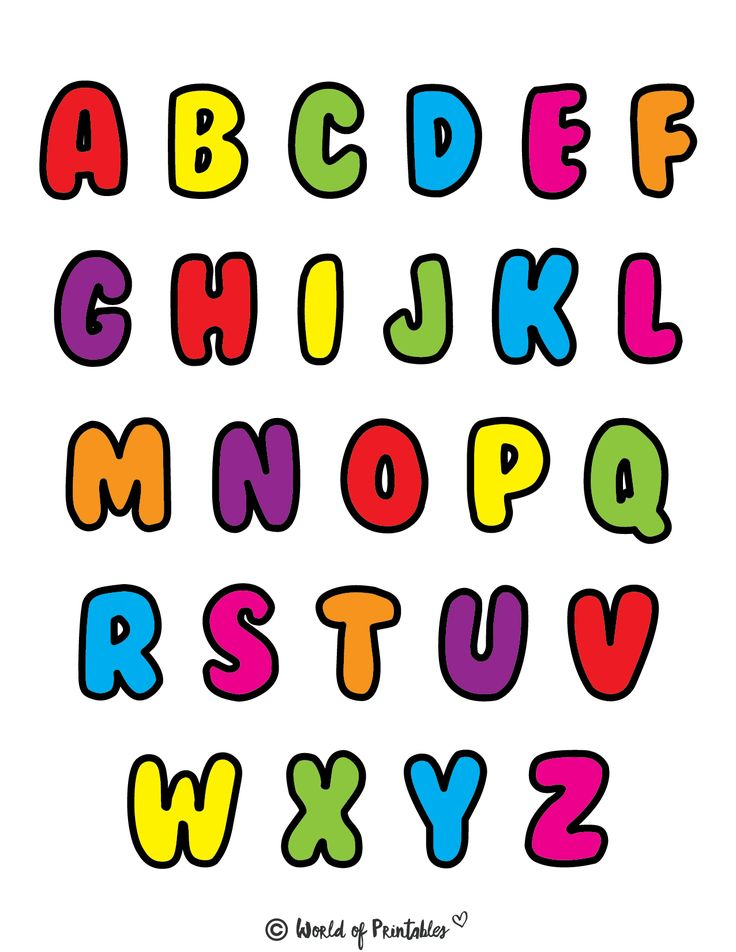 A B C D E F
G H I J K L
M N O P Q
R S T U V
W X Y Z
© World of Printables